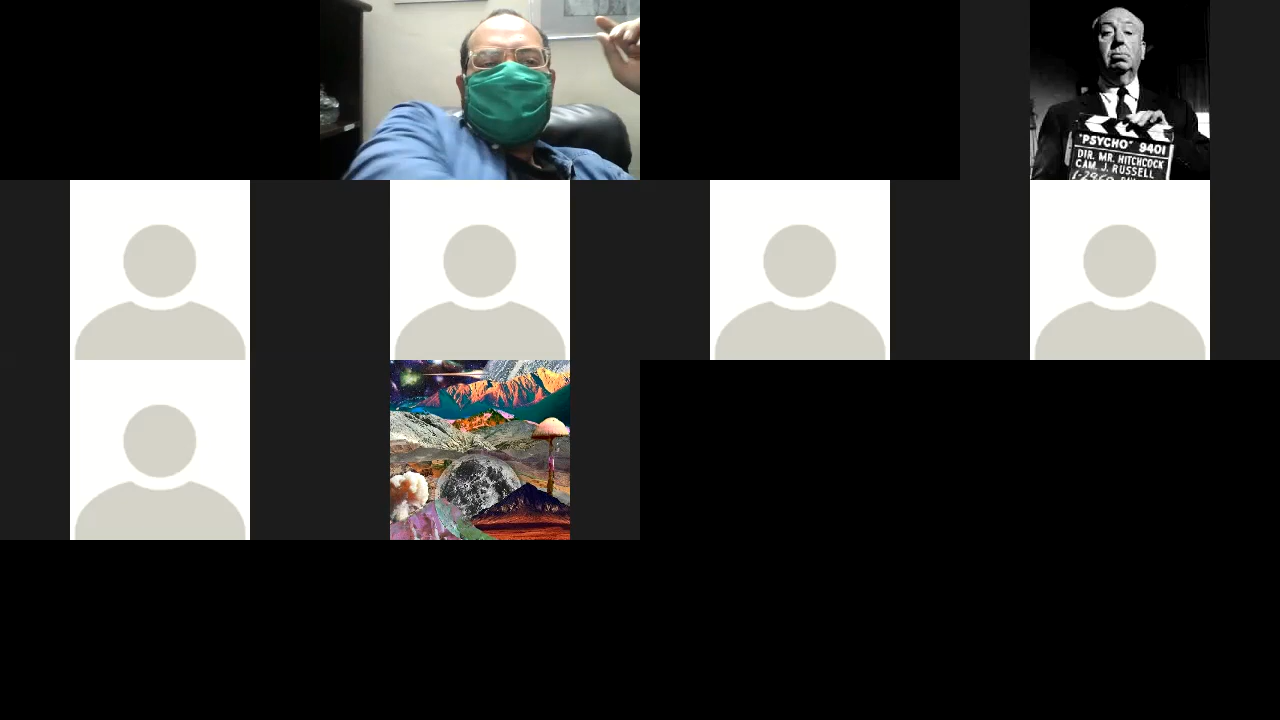 "PSYCHO" 9401
DIR. MR. HITCHCOCK
CAM. J. RUSSELL